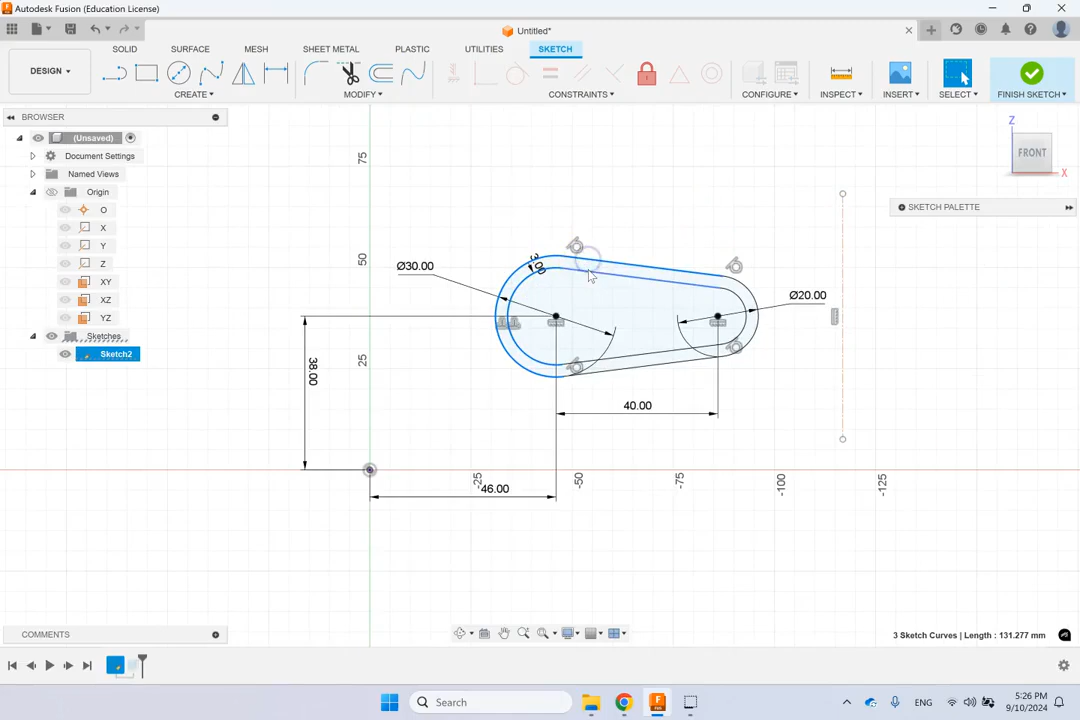 Autodesk Fusion (Education License)
Untitled*
DESIGN
SOLID
SURFACE
MESH
SHEET METAL
PLASTIC
UTILITIES
SKETCH
CREATE
MODIFY
CONSTRAINTS
CONFIGURE
INSPECT
INSERT
SELECT
FINISH SKETCH
BROWSER
(Unsaved)
Document Settings
Named Views
Origin
O
X
Y
Z
XY
XZ
YZ
Sketches
Sketch2
Z
FRONT
X
SKETCH PALETTE
75
50
25
Ø30.00
3.00
Ø20.00
38.00
40.00
46.00
-25
-50
-75
-100
-125
COMMENTS
3 Sketch Curves | Length : 131.277 mm
Search
ENG
5:26 PM
9/10/2024